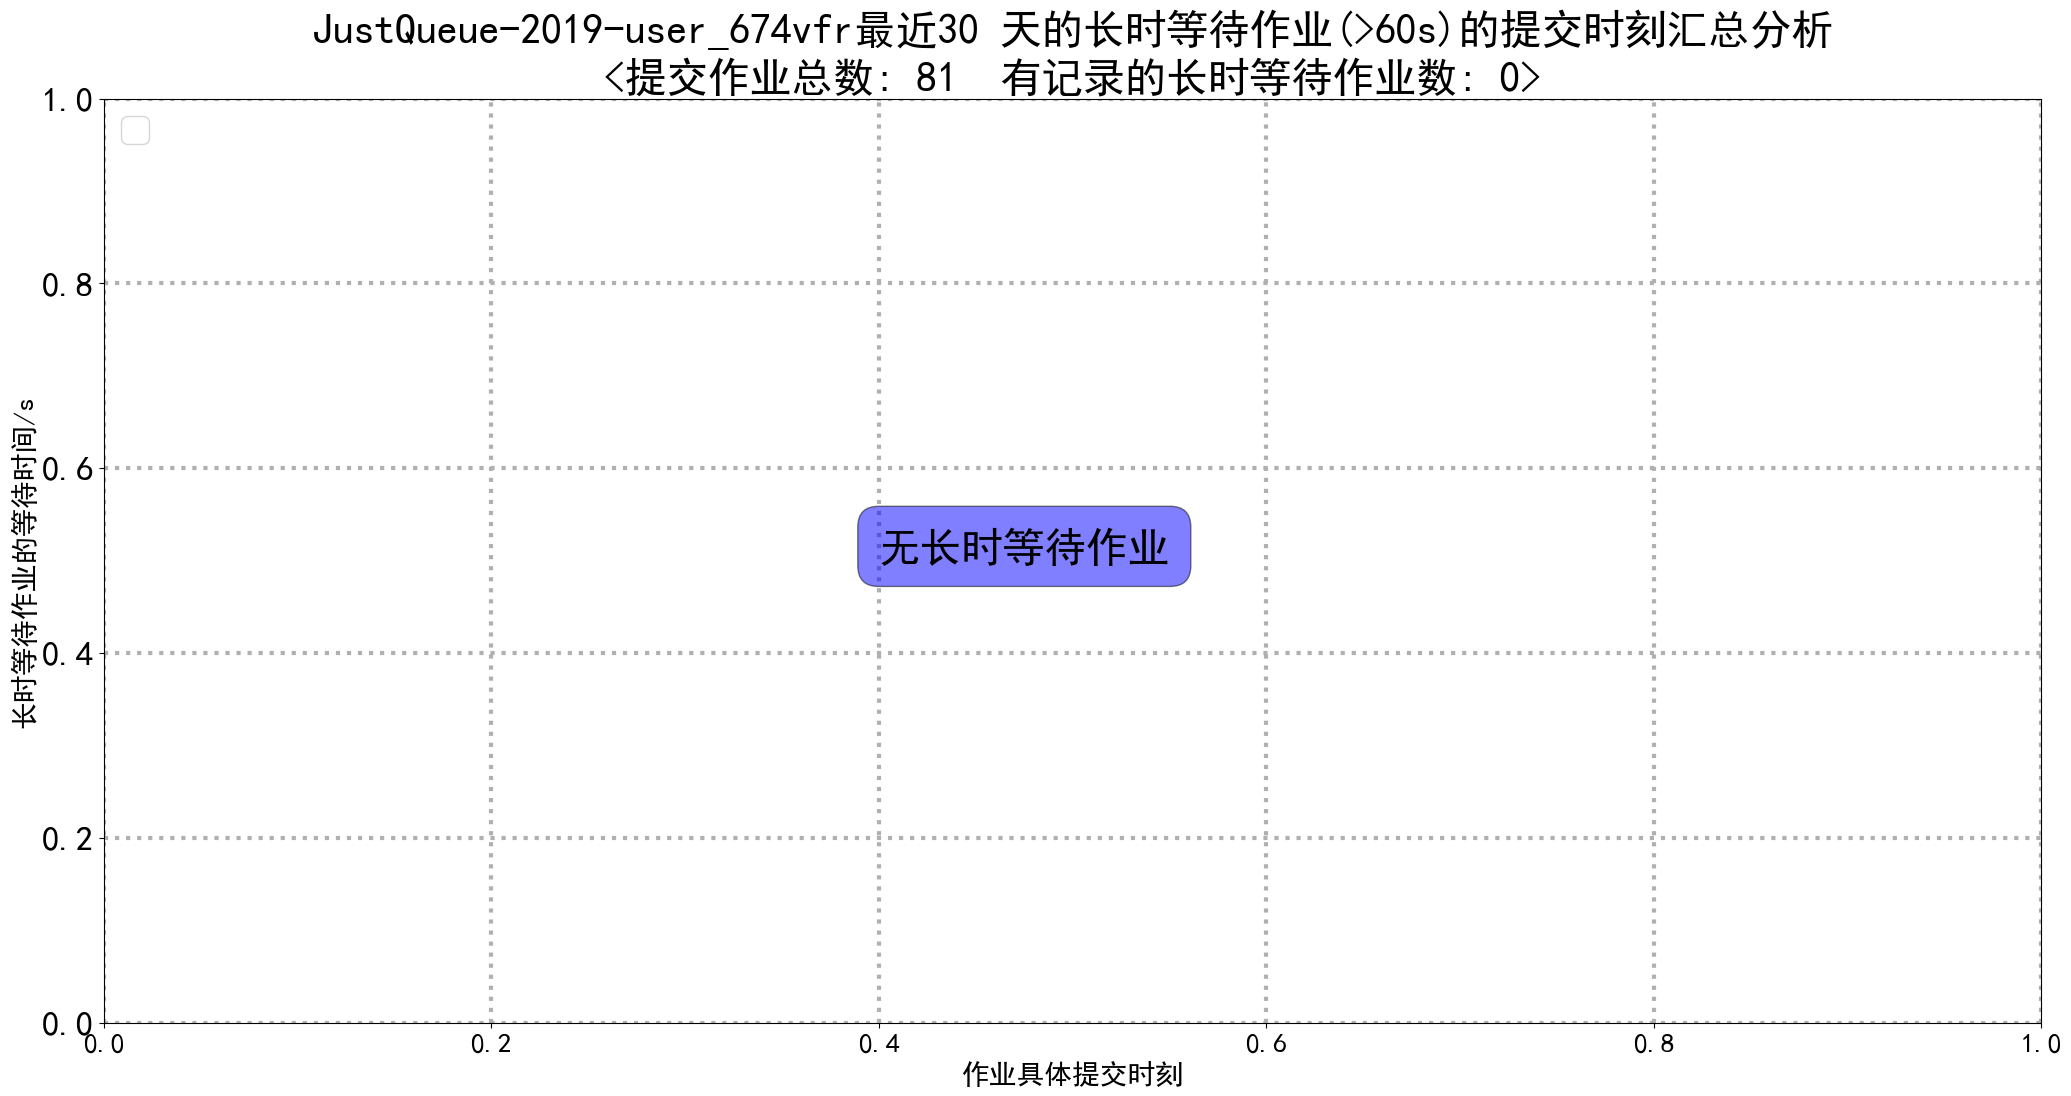 JustQueue-2019-user_674vfr最近30 天的长时等待作业(>60s)的提交时刻汇总分析
<提交作业总数: 81  有记录的长时等待作业数: 0>
1.0
0.8
0.6
0.4
0.2
0.0
长时等待作业的等待时间/s
无长时等待作业
0.0 0.2 0.4 0.6 0.8 1.0
作业具体提交时刻